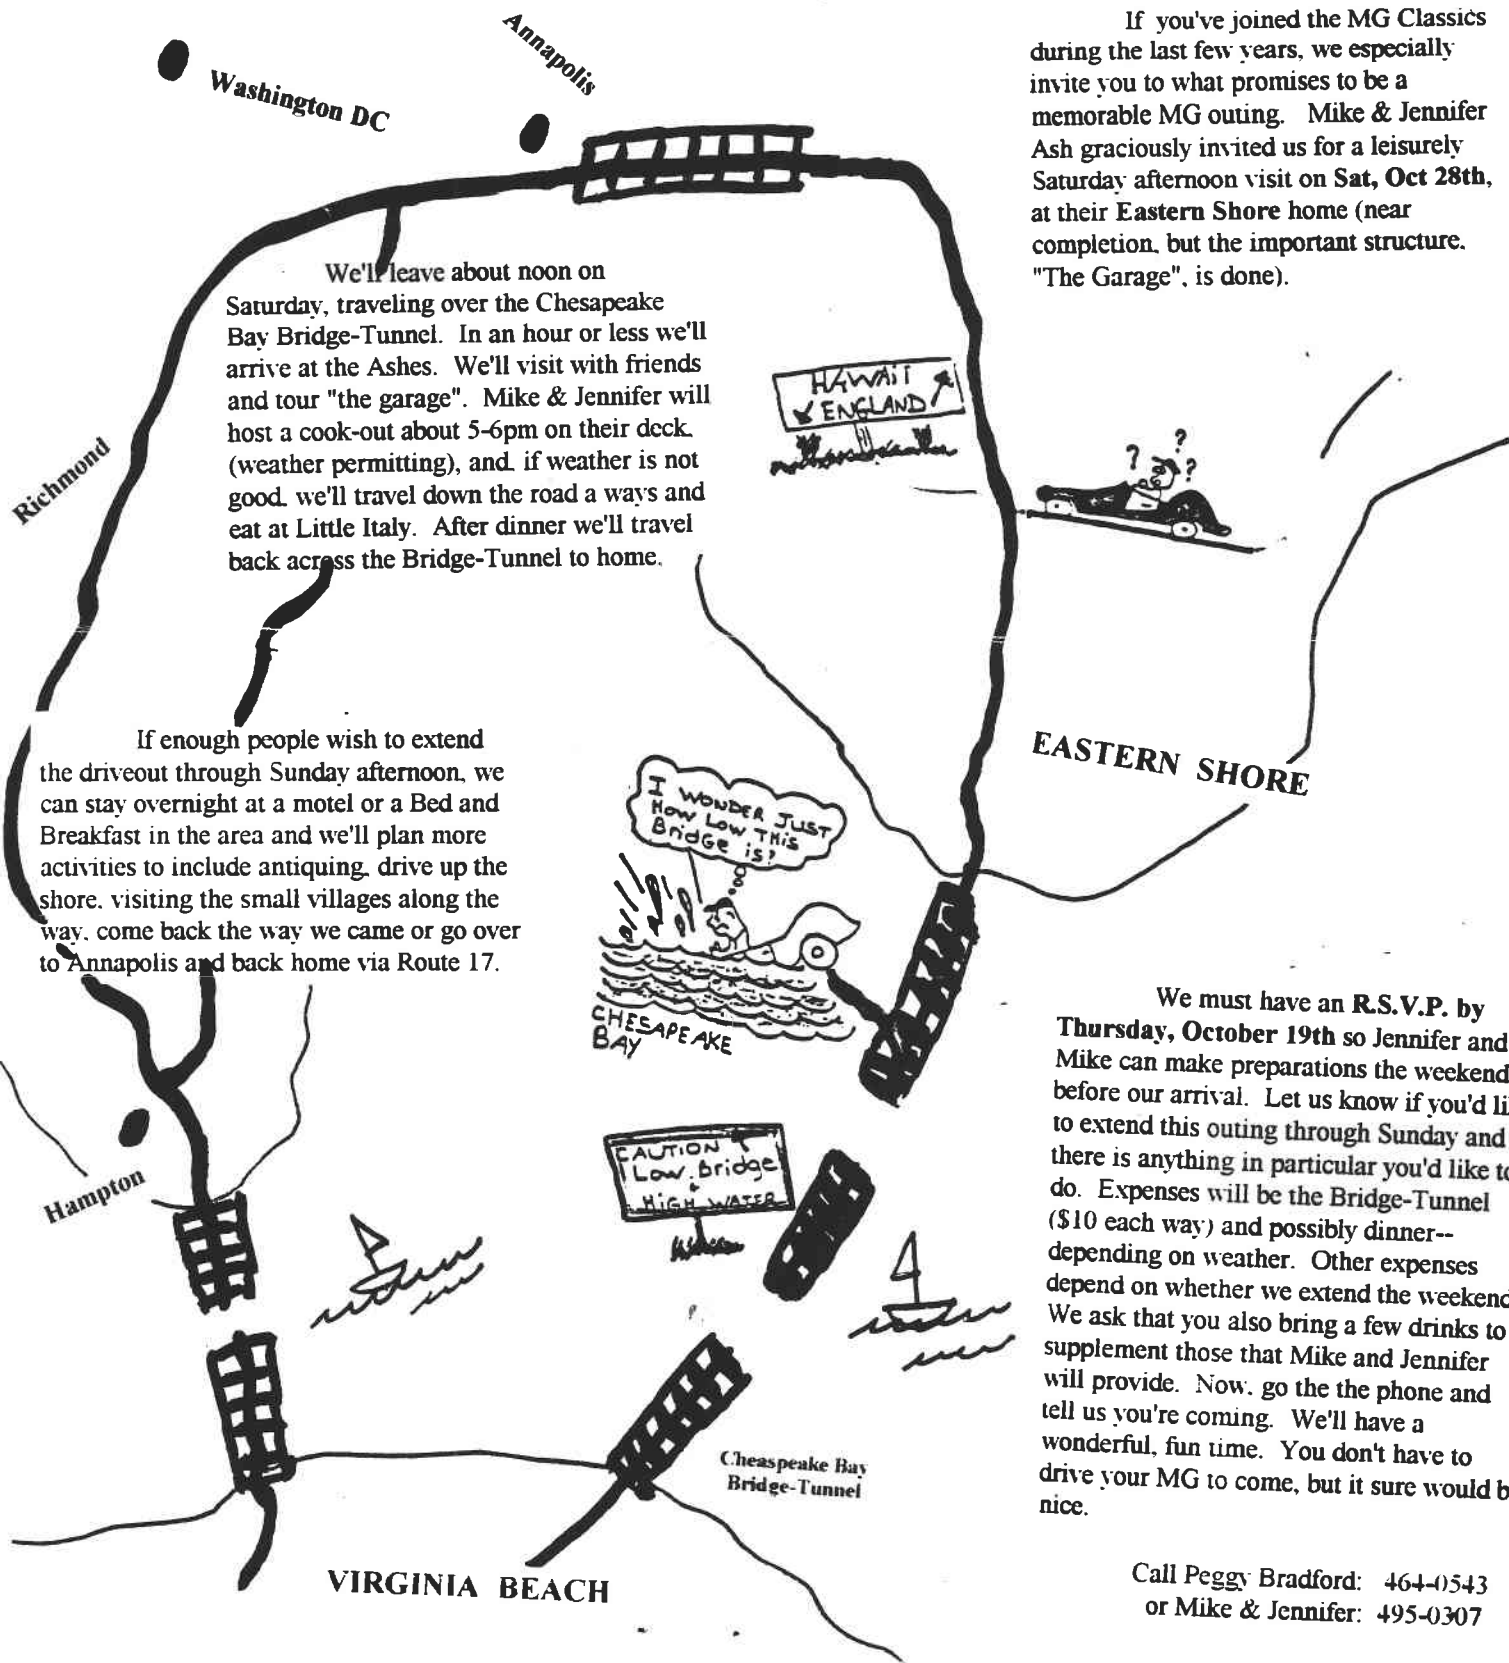 Annapolis
Washington DC
If you've joined the MG Classics
during the last few years, we especially
invite you to what promises to be a
memorable MG outing. Mike & Jennifer
Ash graciously invited us for a leisurely
Saturday afternoon visit on Sat, Oct 28th,
at their Eastern Shore home (near
completion, but the important structure,
"The Garage", is done).
We'll leave about noon on
Saturday, traveling over the Chesapeake
Bay Bridge-Tunnel. In an hour or less we'll
arrive at the Ashes. We'll visit with friends
and tour "the garage". Mike & Jennifer will
host a cook-out about 5-6pm on their deck
(weather permitting), and, if weather is not
good, we'll travel down the road a ways and
eat at Little Italy. After dinner we'll travel
back across the Bridge-Tunnel to home.
HAWAII
ENGLAND
? ? ?
Richmond
If enough people wish to extend
the driveout through Sunday afternoon, we
can stay overnight at a motel or a Bed and
Breakfast in the area and we'll plan more
activities to include antiquing, drive up the
shore, visiting the small villages along the
way, come back the way we came or go over
to Annapolis and back home via Route 17.
EASTERN SHORE
I WONDER JUST
HOW LOW THIS
BridGe is?
CHESAPEAKE
BAY
We must have an R.S.V.P. by
Thursday, October 19th so Jennifer and
Mike can make preparations the weekend
before our arrival. Let us know if you'd li
to extend this outing through Sunday and
there is anything in particular you'd like to
do. Expenses will be the Bridge-Tunnel
($10 each way) and possibly dinner--
depending on weather. Other expenses
depend on whether we extend the weekend
We ask that you also bring a few drinks to
supplement those that Mike and Jennifer
will provide. Now, go the the phone and
tell us you're coming. We'll have a
wonderful, fun time. You don't have to
drive your MG to come, but it sure would b
nice.
Hampton
CAUTION
Low Bridge
&
HiGH WATER
Cheaspeake Bay
Bridge-Tunnel
VIRGINIA BEACH
Call Peggy Bradford: 464-0543
or Mike & Jennifer: 495-0307